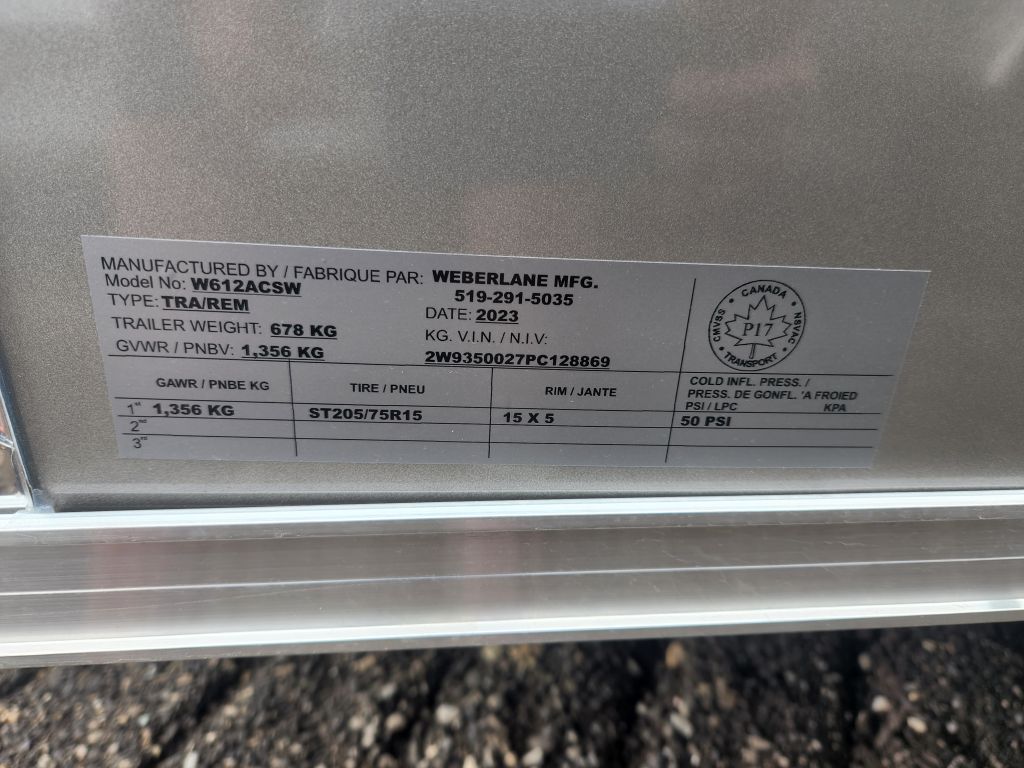 MANUFACTURED BY / FABRIQUE PAR: WEBERLANE MFG.
Model No: W612ACSW 519-291-5035
TYPE: TRA/REM DATE: 2023
TRAILER WEIGHT: 678 KG KG. V.I.N. / N.I.V:
GVWR / PNBV: 1,356 KG 2W9350027PC128869
CANADA
CMVSS NSVAC
P17
TRANSPORT
GAWR / PNBE KG TIRE / PNEU RIM / JANTE COLD INFL. PRESS. /
PRESS. DE GONFL. 'A FROIED
PSI / LPC KPA
1st 1,356 KG ST205/75R15 15 X 5 50 PSI
2nd
3rd